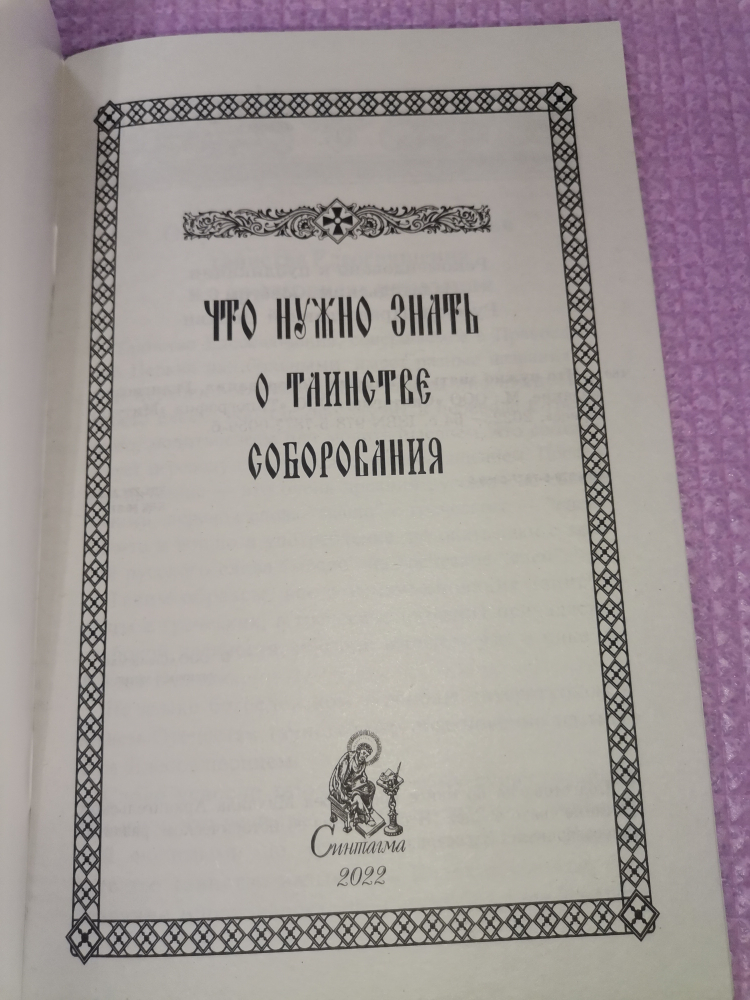 ЧТО НУЖНО ЗНАТЬ
О ТАИНСТВЕ
СОБОРОВАНИЯ
Синтагма
2022